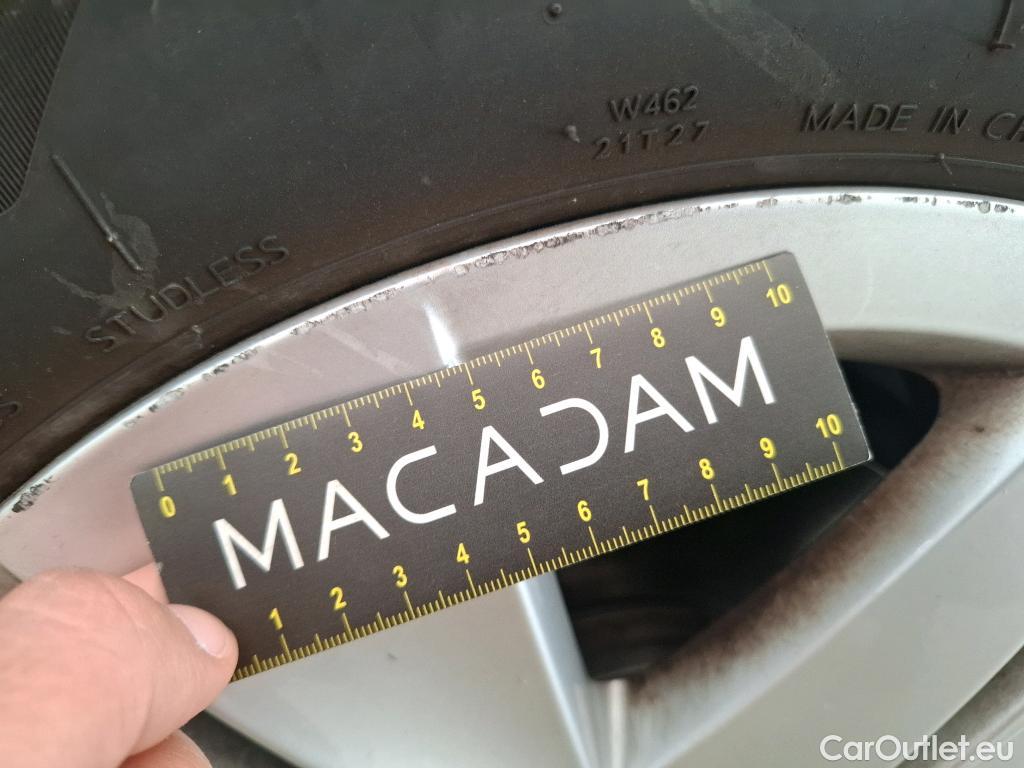 W462
21T27
MADE IN
STUDLESS
0 1 2 3 4 5 6 7 8 9 10
MACADAM
1 2 3 4 5 6 7 8 9 10
CarOutlet.eu